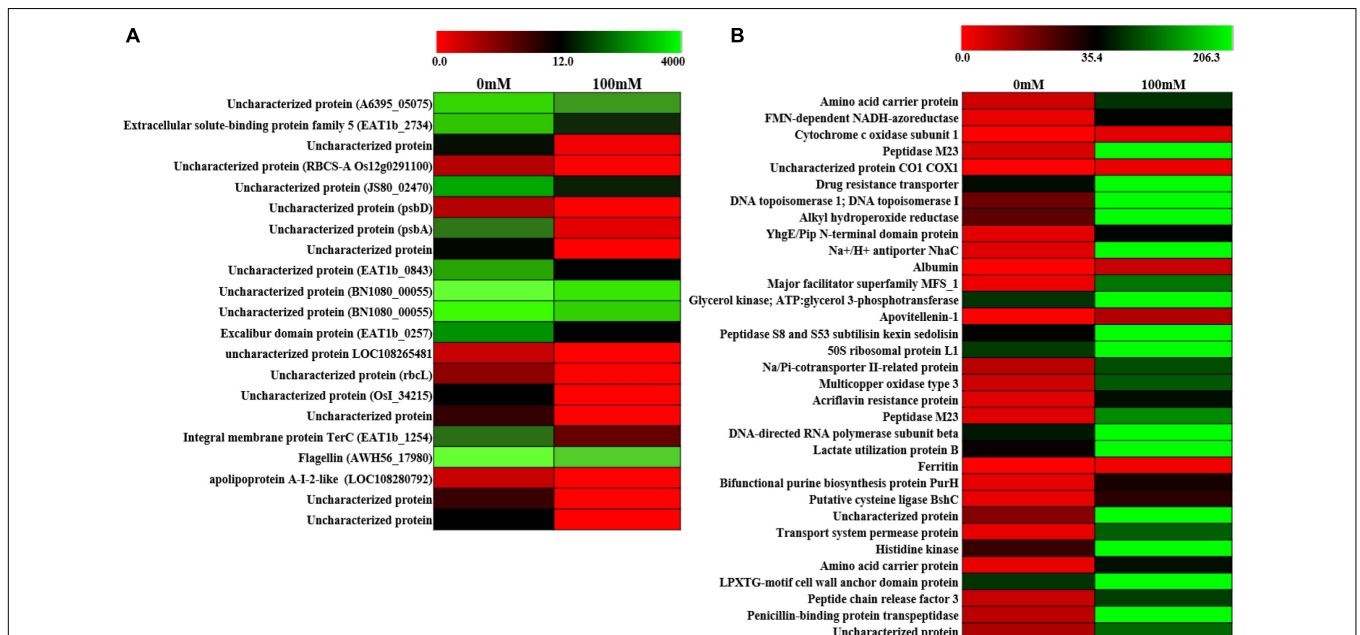 A
0.0 12.0 4000
0mM 100mM
Uncharacterized protein (A6395_05075)
Extracellular solute-binding protein family 5 (EAT1b_2734)
Uncharacterized protein
Uncharacterized protein (RBCS-A Os12g0291100)
Uncharacterized protein (JS80_02470)
Uncharacterized protein (psbD)
Uncharacterized protein (psbA)
Uncharacterized protein
Uncharacterized protein (EAT1b_0843)
Uncharacterized protein (BN1080_00055)
Uncharacterized protein (BN1080_00055)
Excalibur domain protein (EAT1b_0257)
uncharacterized protein LOC108265481
Uncharacterized protein (rbcL)
Uncharacterized protein (OsI_34215)
Uncharacterized protein
Integral membrane protein TerC (EAT1b_1254)
Flagellin (AWH56_17980)
apolipoprotein A-I-2-like (LOC108280792)
Uncharacterized protein
Uncharacterized protein
B
0.0 35.4 206.3
0mM 100mM
Amino acid carrier protein
FMN-dependent NADH-azoreductase
Cytochrome c oxidase subunit 1
Peptidase M23
Uncharacterized protein CO1 COX1
Drug resistance transporter
DNA topoisomerase 1; DNA topoisomerase I
Alkyl hydroperoxide reductase
YhgE/Pip N-terminal domain protein
Na+/H+ antiporter NhaC
Albumin
Major facilitator superfamily MFS_1
Glycerol kinase; ATP:glycerol 3-phosphotransferase
Apovitellenin-1
Peptidase S8 and S53 subtilisin kexin sedolisin
50S ribosomal protein L1
Na/Pi-cotransporter II-related protein
Multicopper oxidase type 3
Acriflavin resistance protein
Peptidase M23
DNA-directed RNA polymerase subunit beta
Lactate utilization protein B
Ferritin
Bifunctional purine biosynthesis protein PurH
Putative cysteine ligase BshC
Uncharacterized protein
Transport system permease protein
Histidine kinase
Amino acid carrier protein
LPXTG-motif cell wall anchor domain protein
Peptide chain release factor 3
Penicillin-binding protein transpeptidase
Uncharacterized protein